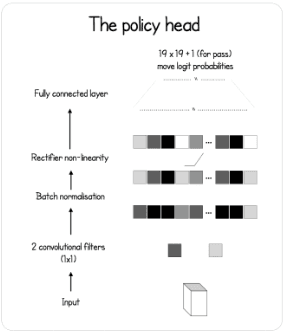 The policy head
19 x 19 + 1 (for pass)
move logit probabilities
Fully connected layer
Rectifier non-linearity
Batch normalisation
2 convolutional filters
(1x1)
Input